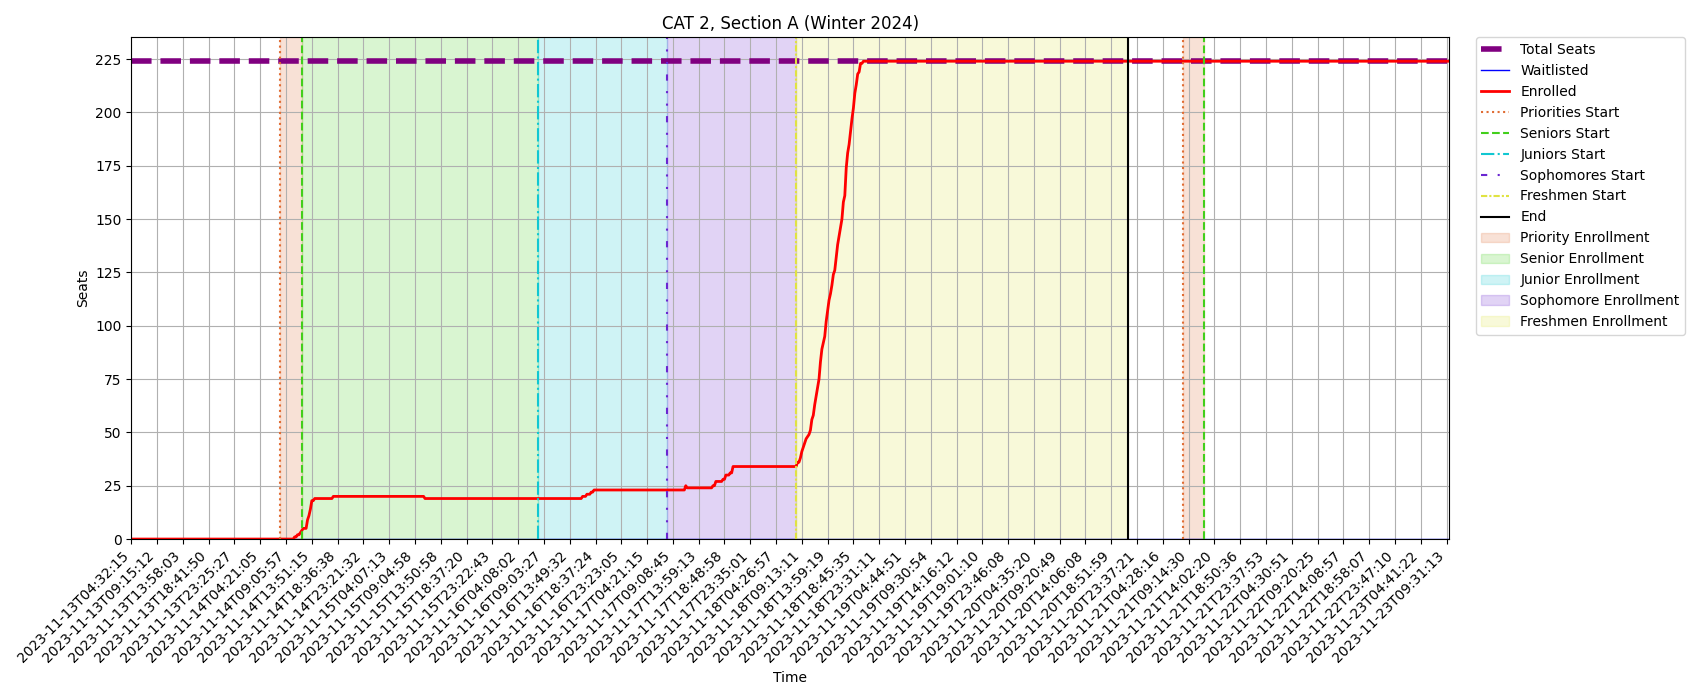 CAT 2, Section A (Winter 2024)
Seats
225
200
175
150
125
100
75
50
25
0
2023-11-13T04:32:15
2023-11-13T09:15:12
2023-11-13T13:58:03
2023-11-13T18:41:50
2023-11-13T23:25:27
2023-11-14T04:21:05
2023-11-14T09:05:57
2023-11-14T13:51:15
2023-11-14T18:36:38
2023-11-14T23:21:32
2023-11-15T04:07:13
2023-11-15T09:04:58
2023-11-15T13:50:58
2023-11-15T18:37:20
2023-11-15T23:22:43
2023-11-16T04:08:02
2023-11-16T09:03:27
2023-11-16T13:49:32
2023-11-16T18:37:24
2023-11-16T23:23:05
2023-11-17T04:21:15
2023-11-17T09:08:45
2023-11-17T13:59:13
2023-11-17T18:48:58
2023-11-17T23:35:01
2023-11-18T04:26:57
2023-11-18T09:13:11
2023-11-18T13:59:19
2023-11-18T18:45:35
2023-11-18T23:31:11
2023-11-19T04:44:51
2023-11-19T09:30:54
2023-11-19T14:16:12
2023-11-19T19:01:10
2023-11-19T23:46:08
2023-11-20T04:35:20
2023-11-20T09:20:49
2023-11-20T14:06:08
2023-11-20T18:51:59
2023-11-20T23:37:21
2023-11-21T04:28:16
2023-11-21T09:14:30
2023-11-21T14:02:20
2023-11-21T18:50:36
2023-11-21T23:37:53
2023-11-22T04:30:51
2023-11-22T09:20:25
2023-11-22T14:08:57
2023-11-22T18:58:07
2023-11-22T23:47:10
2023-11-23T04:41:22
2023-11-23T09:31:13
Time
Total Seats
Waitlisted
Enrolled
Priorities Start
Seniors Start
Juniors Start
Sophomores Start
Freshmen Start
End
Priority Enrollment
Senior Enrollment
Junior Enrollment
Sophomore Enrollment
Freshmen Enrollment